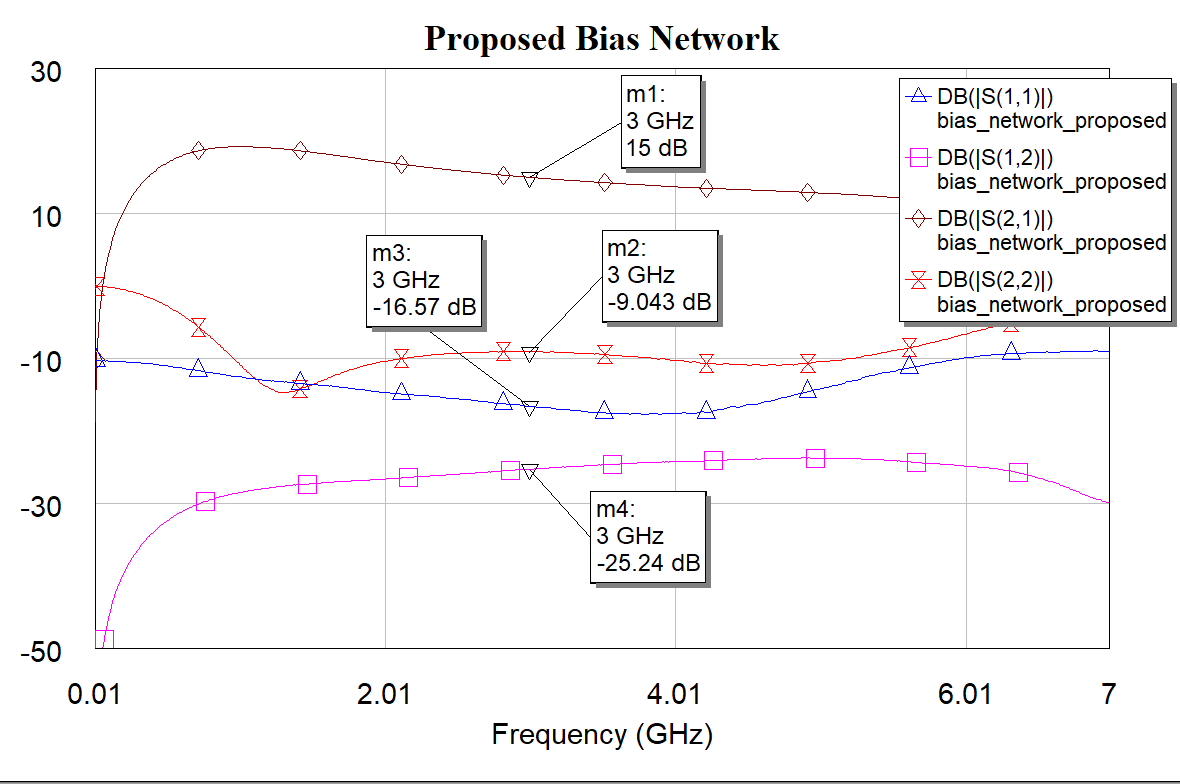 Proposed Bias Network
30
10
-10
-30
-50
m1:
3 GHz
15 dB
m3:
3 GHz
-16.57 dB
m2:
3 GHz
-9.043 dB
m4:
3 GHz
-25.24 dB
DB(|S(1,1)|)
bias_network_proposed
DB(|S(1,2)|)
bias_network_proposed
DB(|S(2,1)|)
bias_network_proposed
DB(|S(2,2)|)
bias_network_proposed
0.01 2.01 4.01 6.01 7
Frequency (GHz)